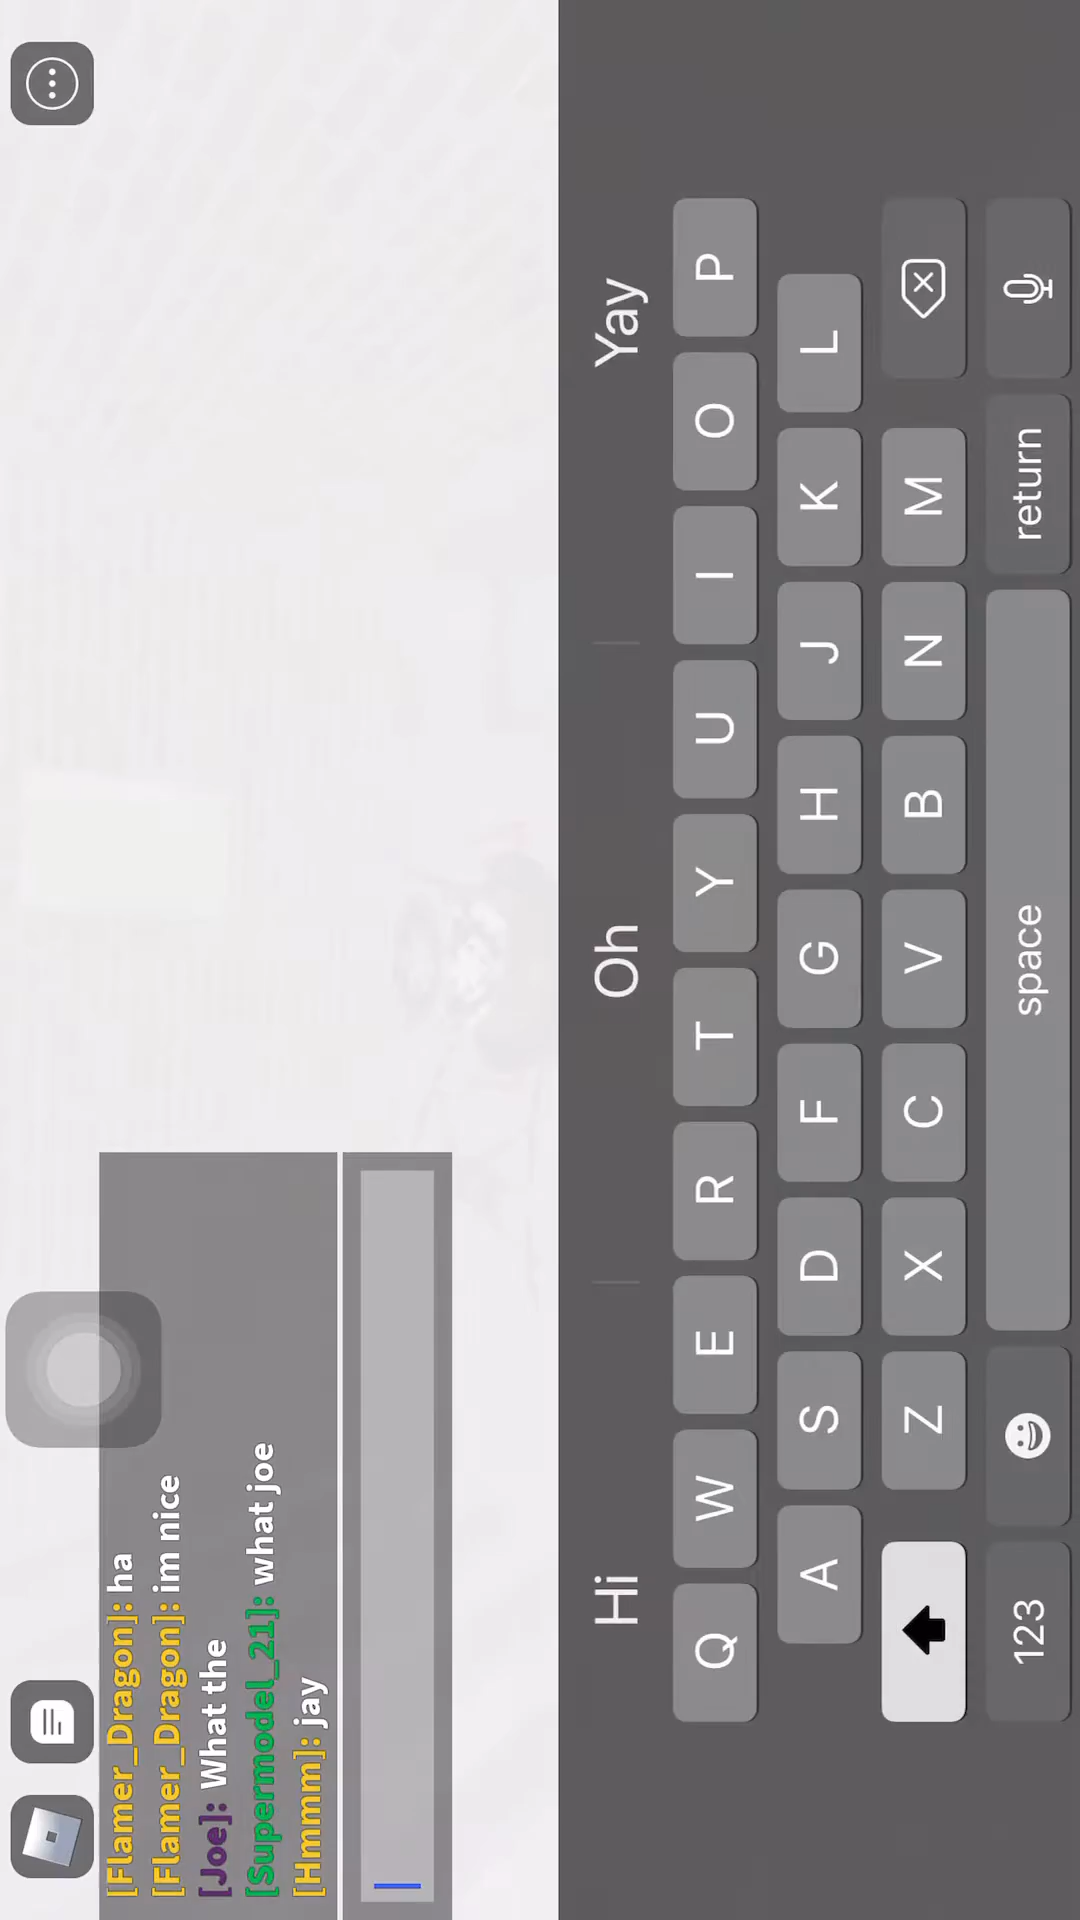 [Flamer_Dragon]: ha
[Flamer_Dragon]: im nice
[Joe]: What the
[Supermodel_21]: what joe
[Hmmm]: jay
Hi Oh Yay
Q W E R T Y U I O P
A S D F G H J K L
Z X C V B N M
123 space return